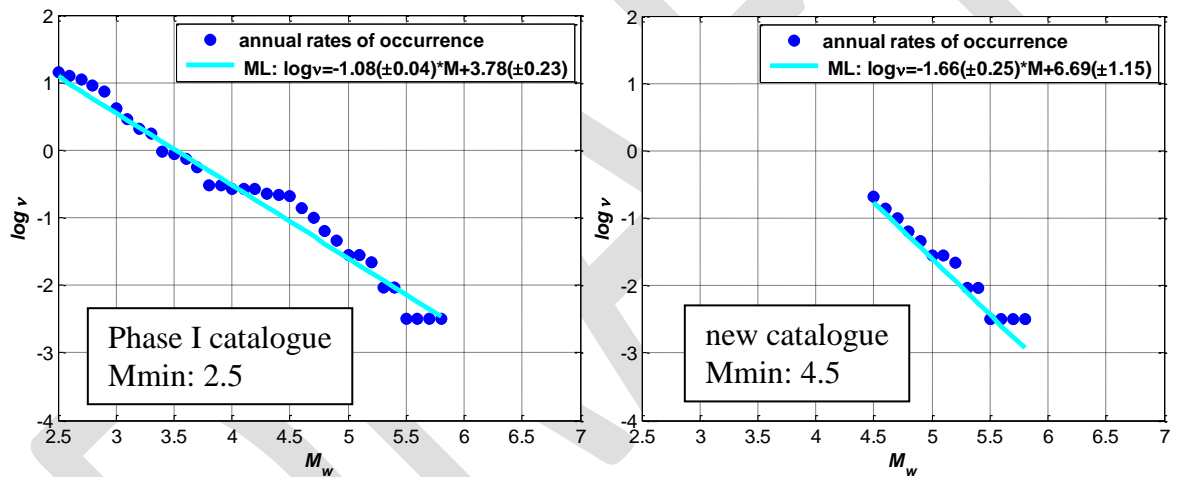 2
1
0
-1
-2
-3
-4
log ν
annual rates of occurrence
ML: logν=-1.08(±0.04)*M+3.78(±0.23)
Phase I catalogue
Mmin: 2.5
2.5 3 3.5 4 4.5 5 5.5 6 6.5 7
M_w
2
1
0
-1
-2
-3
-4
log ν
annual rates of occurrence
ML: logν=-1.66(±0.25)*M+6.69(±1.15)
new catalogue
Mmin: 4.5
2.5 3 3.5 4 4.5 5 5.5 6 6.5 7
M_w